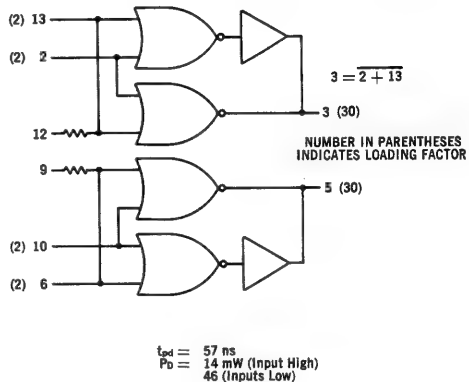 (2) 13
(2) 2
3 = 2 + 13
3 (30)
12
NUMBER IN PARENTHESES
INDICATES LOADING FACTOR
9
5 (30)
(2) 10
(2) 6
tpd = 57 ns
PD = 14 mW (Input High)
46 (Inputs Low)